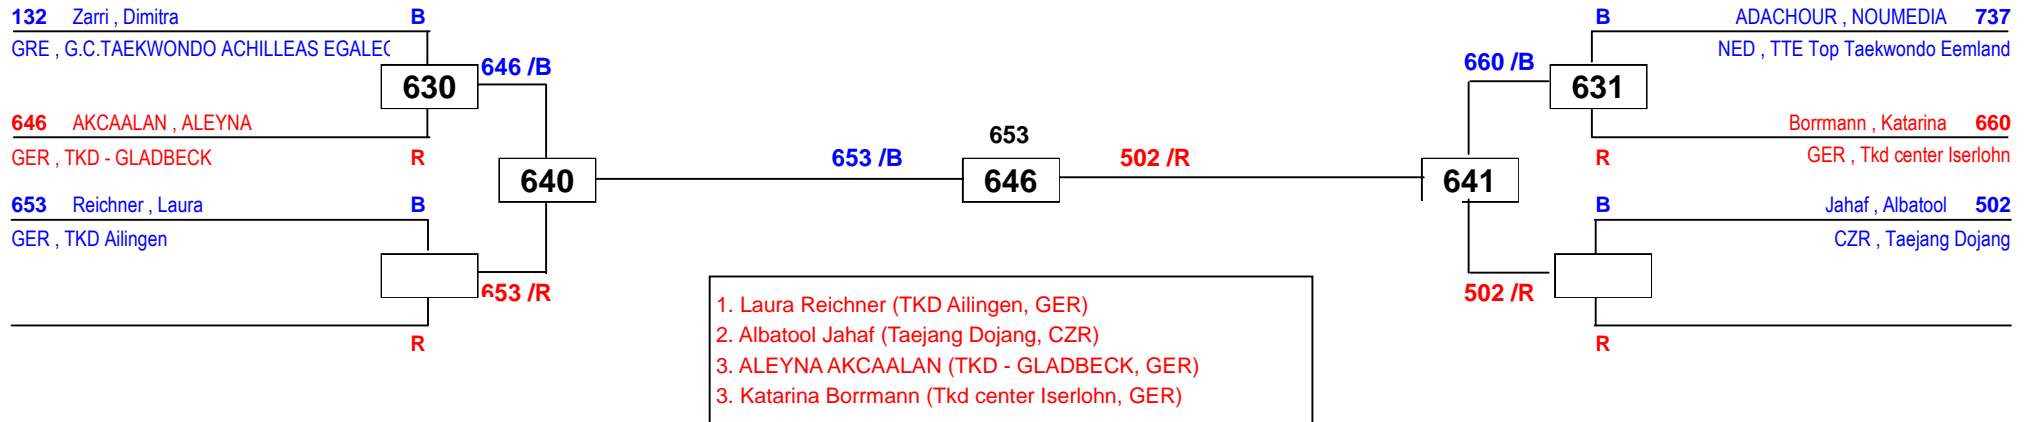 132 Zarri , Dimitra B
GRE , G.C.TAEKWONDO ACHILLEAS EGALEC
630
646 /B
646 AKCAALAN , ALEYNA
GER , TKD - GLADBECK R
640
653 Reichner , Laura B
GER , TKD Ailingen
653 /R
R
653 /B
653
646
502 /R
B ADACHOUR , NOUMEDIA 737
NED , TTE Top Taekwondo Eemland
660 /B
631
Borrmann , Katarina 660
R GER , Tkd center Iserlohn
641
B Jahaf , Albatool 502
CZR , Taejang Dojang
502 /R
R
1. Laura Reichner (TKD Ailingen, GER)
2. Albatool Jahaf (Taejang Dojang, CZR)
3. ALEYNA AKCAALAN (TKD - GLADBECK, GER)
3. Katarina Borrmann (Tkd center Iserlohn, GER)